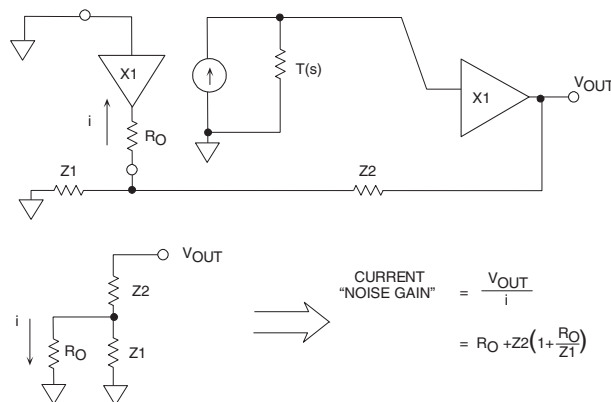 X1
T(s)
X1
VOUT
i
RO
Z1
Z2
VOUT
Z2
i
RO
Z1
CURRENT
"NOISE GAIN" = VOUT / i
= RO +Z2(1+RO/Z1)